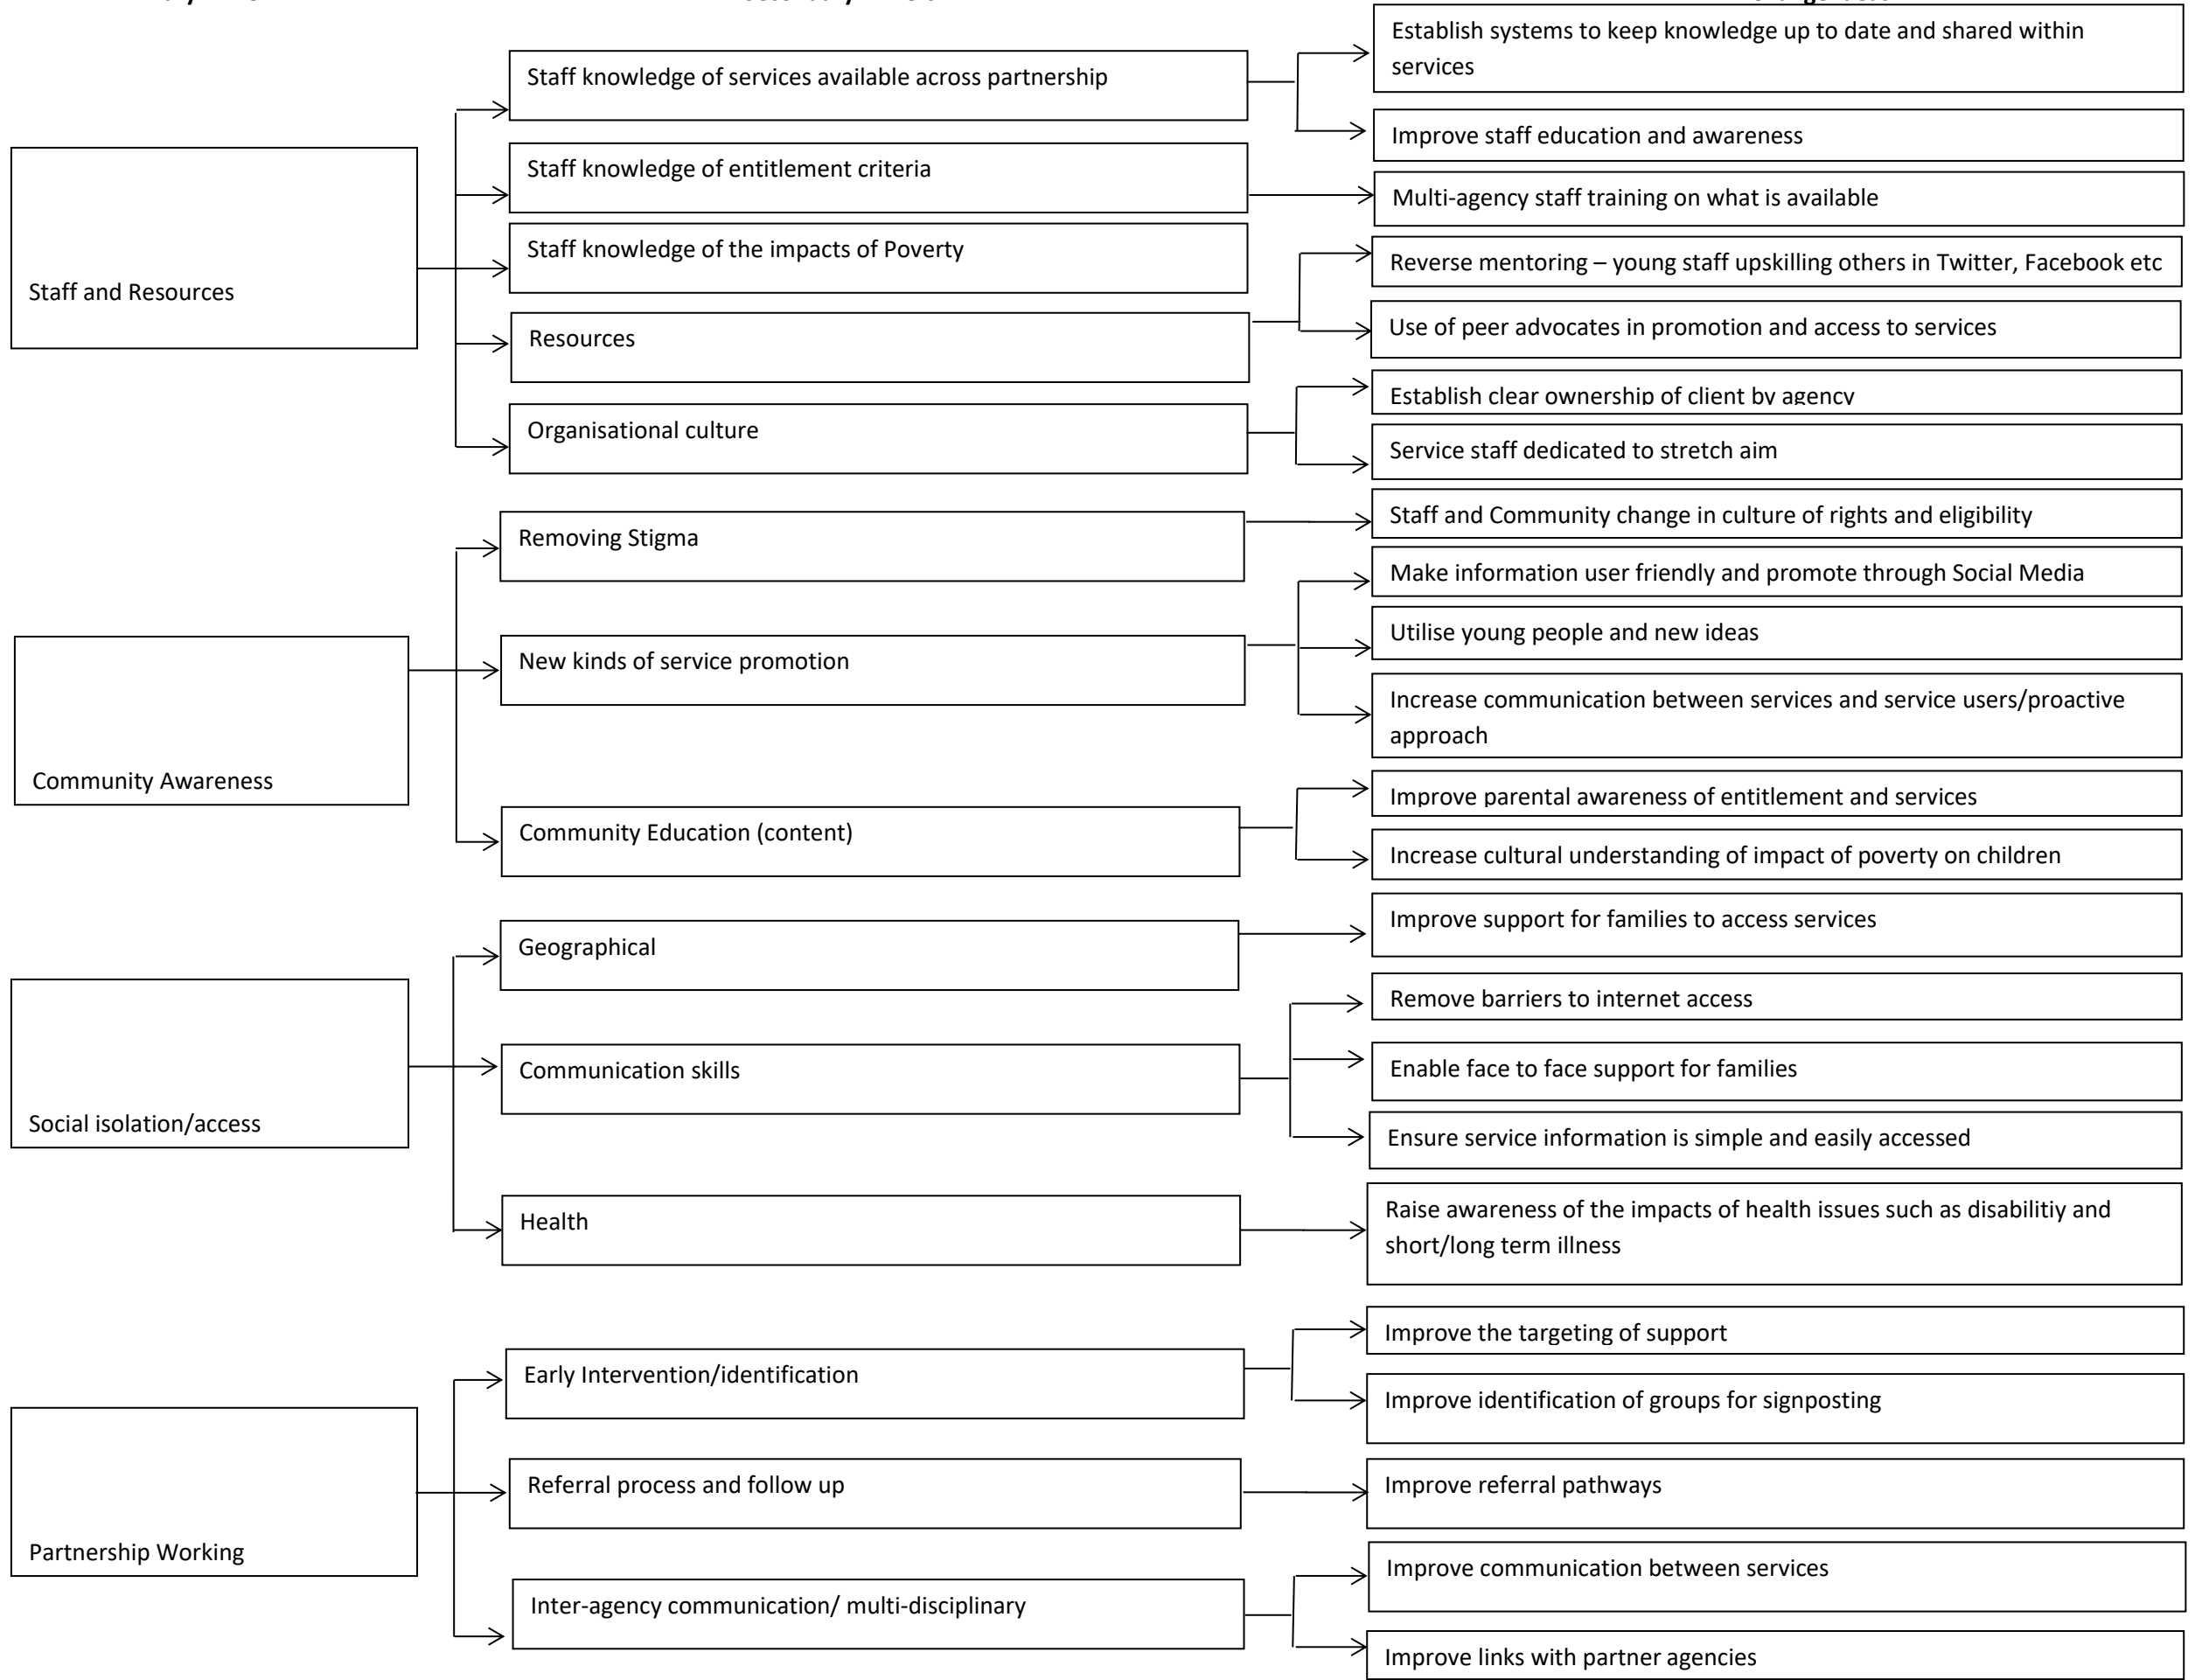 Staff and Resources
Staff knowledge of services available across partnership
Establish systems to keep knowledge up to date and shared within
services
Improve staff education and awareness
Staff knowledge of entitlement criteria
Multi-agency staff training on what is available
Staff knowledge of the impacts of Poverty
Resources
Reverse mentoring – young staff upskilling others in Twitter, Facebook etc
Use of peer advocates in promotion and access to services
Organisational culture
Establish clear ownership of client by agency
Service staff dedicated to stretch aim
Community Awareness
Removing Stigma
Staff and Community change in culture of rights and eligibility
New kinds of service promotion
Make information user friendly and promote through Social Media
Utilise young people and new ideas
Increase communication between services and service users/proactive
approach
Community Education (content)
Improve parental awareness of entitlement and services
Increase cultural understanding of impact of poverty on children
Social isolation/access
Geographical
Improve support for families to access services
Communication skills
Remove barriers to internet access
Enable face to face support for families
Ensure service information is simple and easily accessed
Health
Raise awareness of the impacts of health issues such as disabilitiy and
short/long term illness
Partnership Working
Early Intervention/identification
Improve the targeting of support
Improve identification of groups for signposting
Referral process and follow up
Improve referral pathways
Inter-agency communication/ multi-disciplinary
Improve communication between services
Improve links with partner agencies